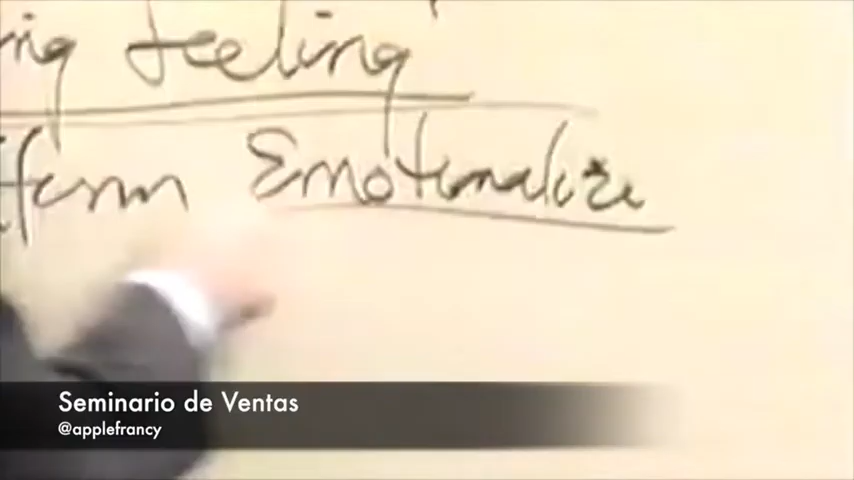 feeling
Emotionalize
Seminario de Ventas
@applefrancy